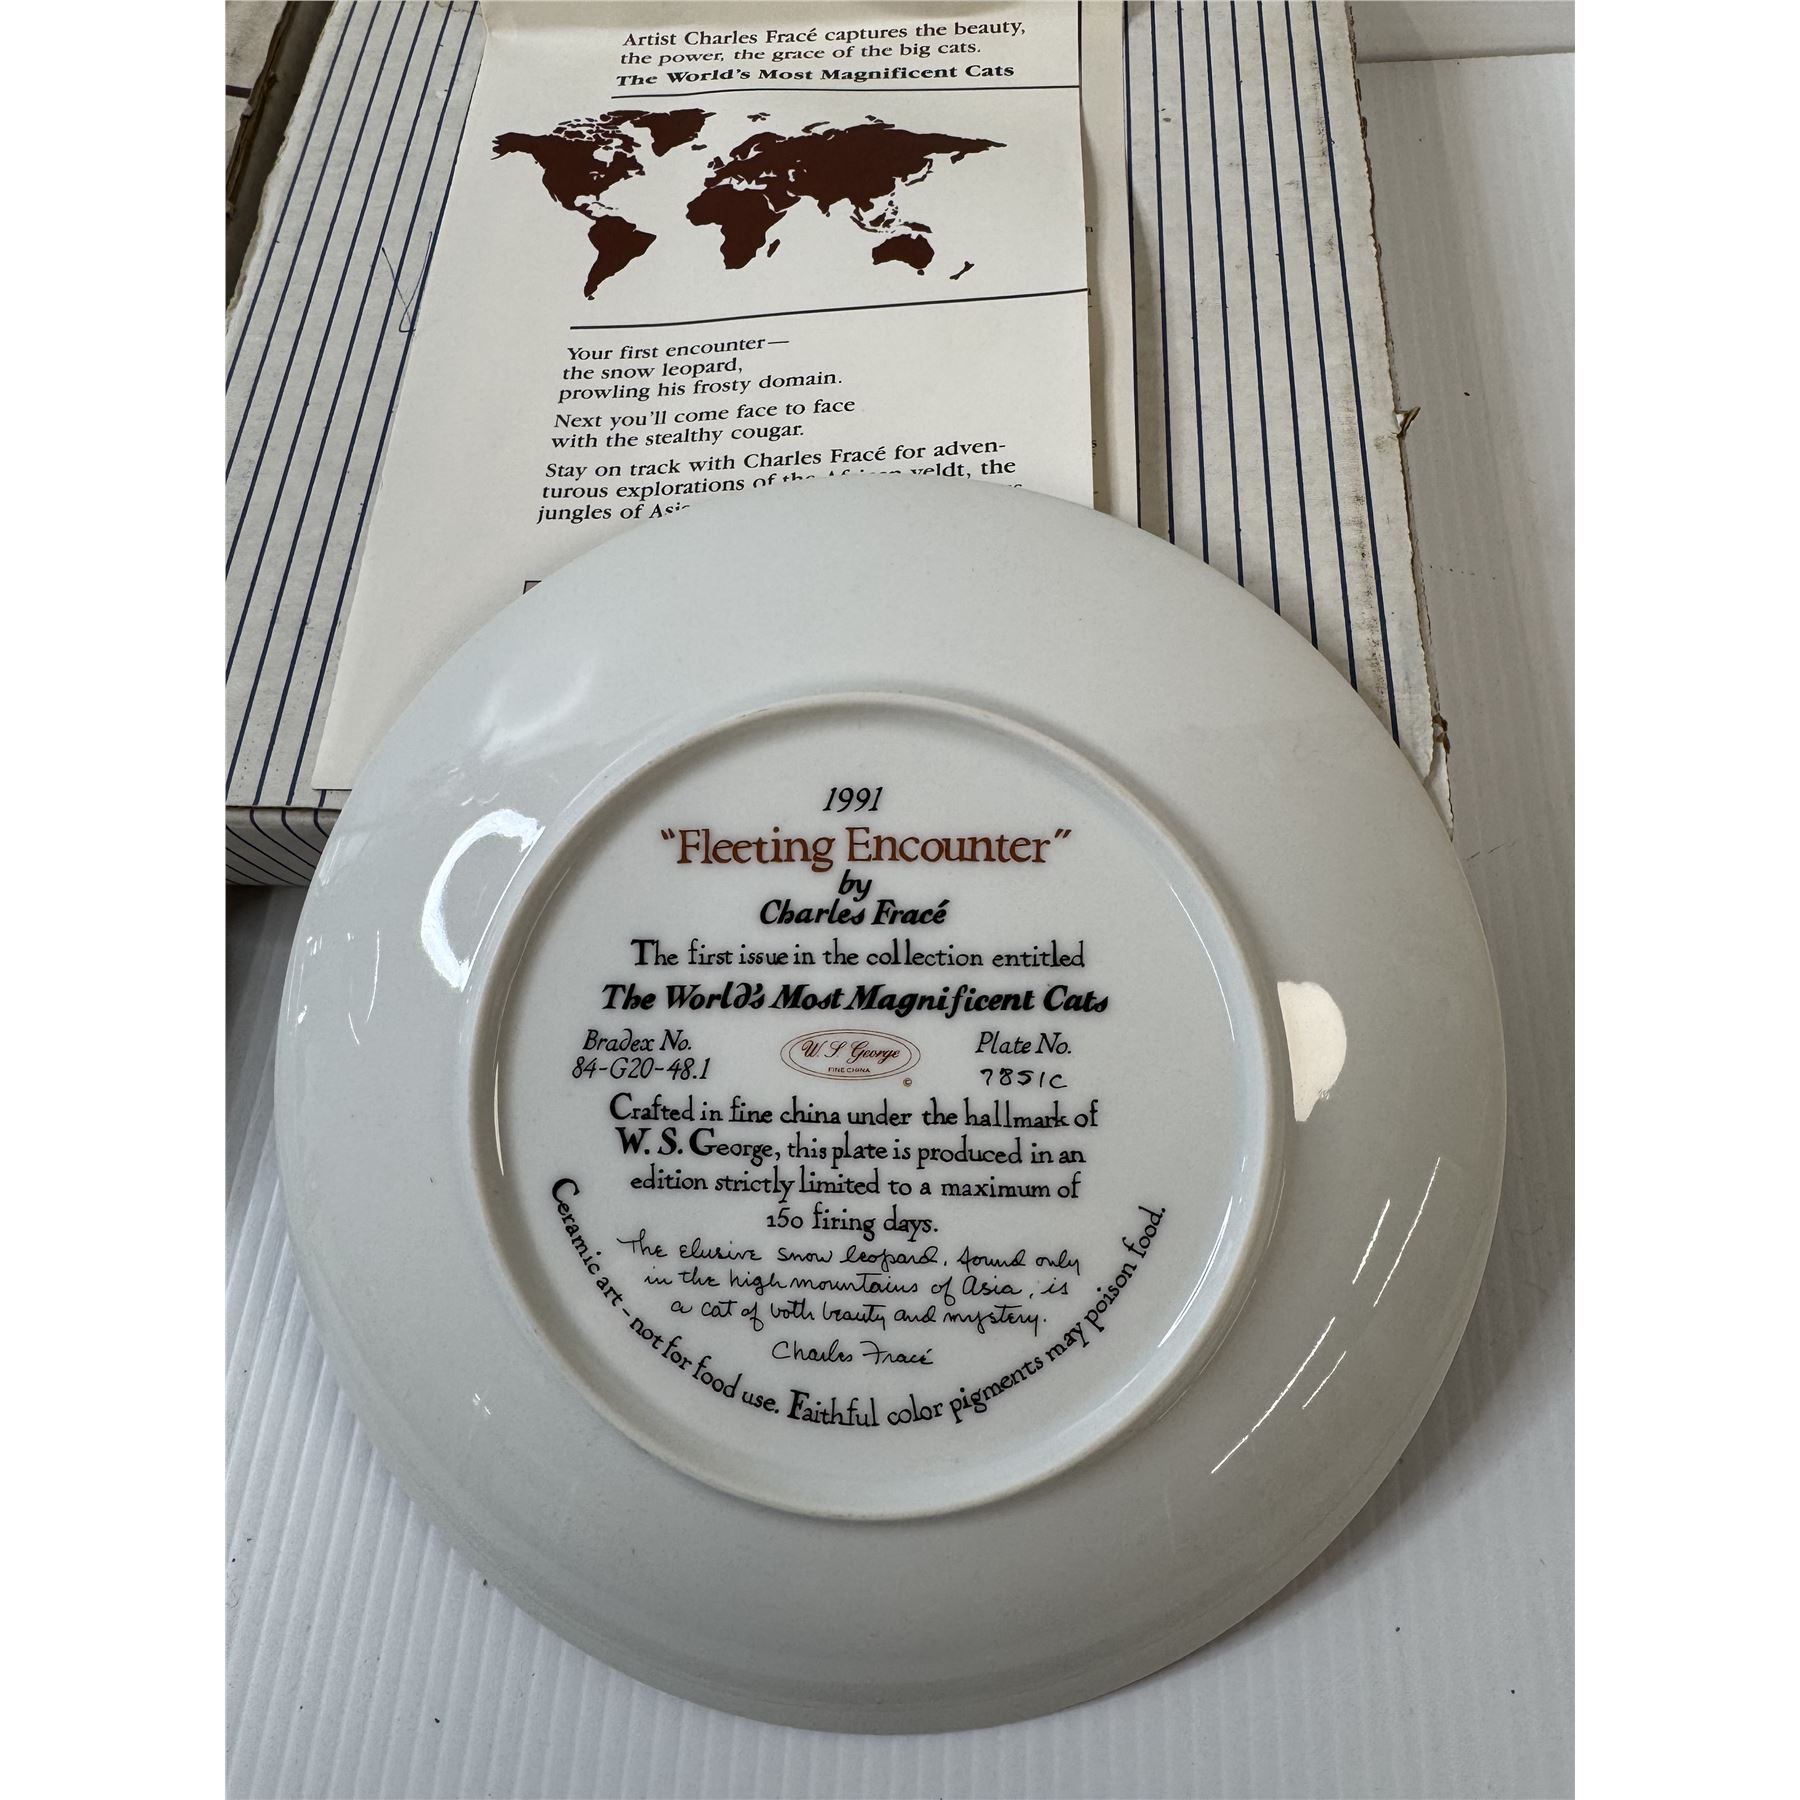 Artist Charles Fracé captures the beauty,
the power, the grace of the big cats.
The World's Most Magnificent Cats
Your first encounter—
the snow leopard,
prowling his frosty domain.
Next you'll come face to face
with the stealthy cougar.
Stay on track with Charles Fracé for adven-
turous explorations of the African veldt, the
jungles of
1991
"Fleeting Encounter"
by
Charles Fracé
The first issue in the collection entitled
The World's Most Magnificent Cats
Bradex No.
84-G20-48.1
W. S. George
FINE CHINA
©
Plate No.
7851C
Crafted in fine china under the hallmark of
W. S. George, this plate is produced in an
edition strictly limited to a maximum of
150 firing days.
The elusive snow leopard, found only
in the high mountains of Asia, is
a cat of both beauty and mystery.
Charles Fracé
Ceramic art - not for food use. Faithful color pigments may poison food.